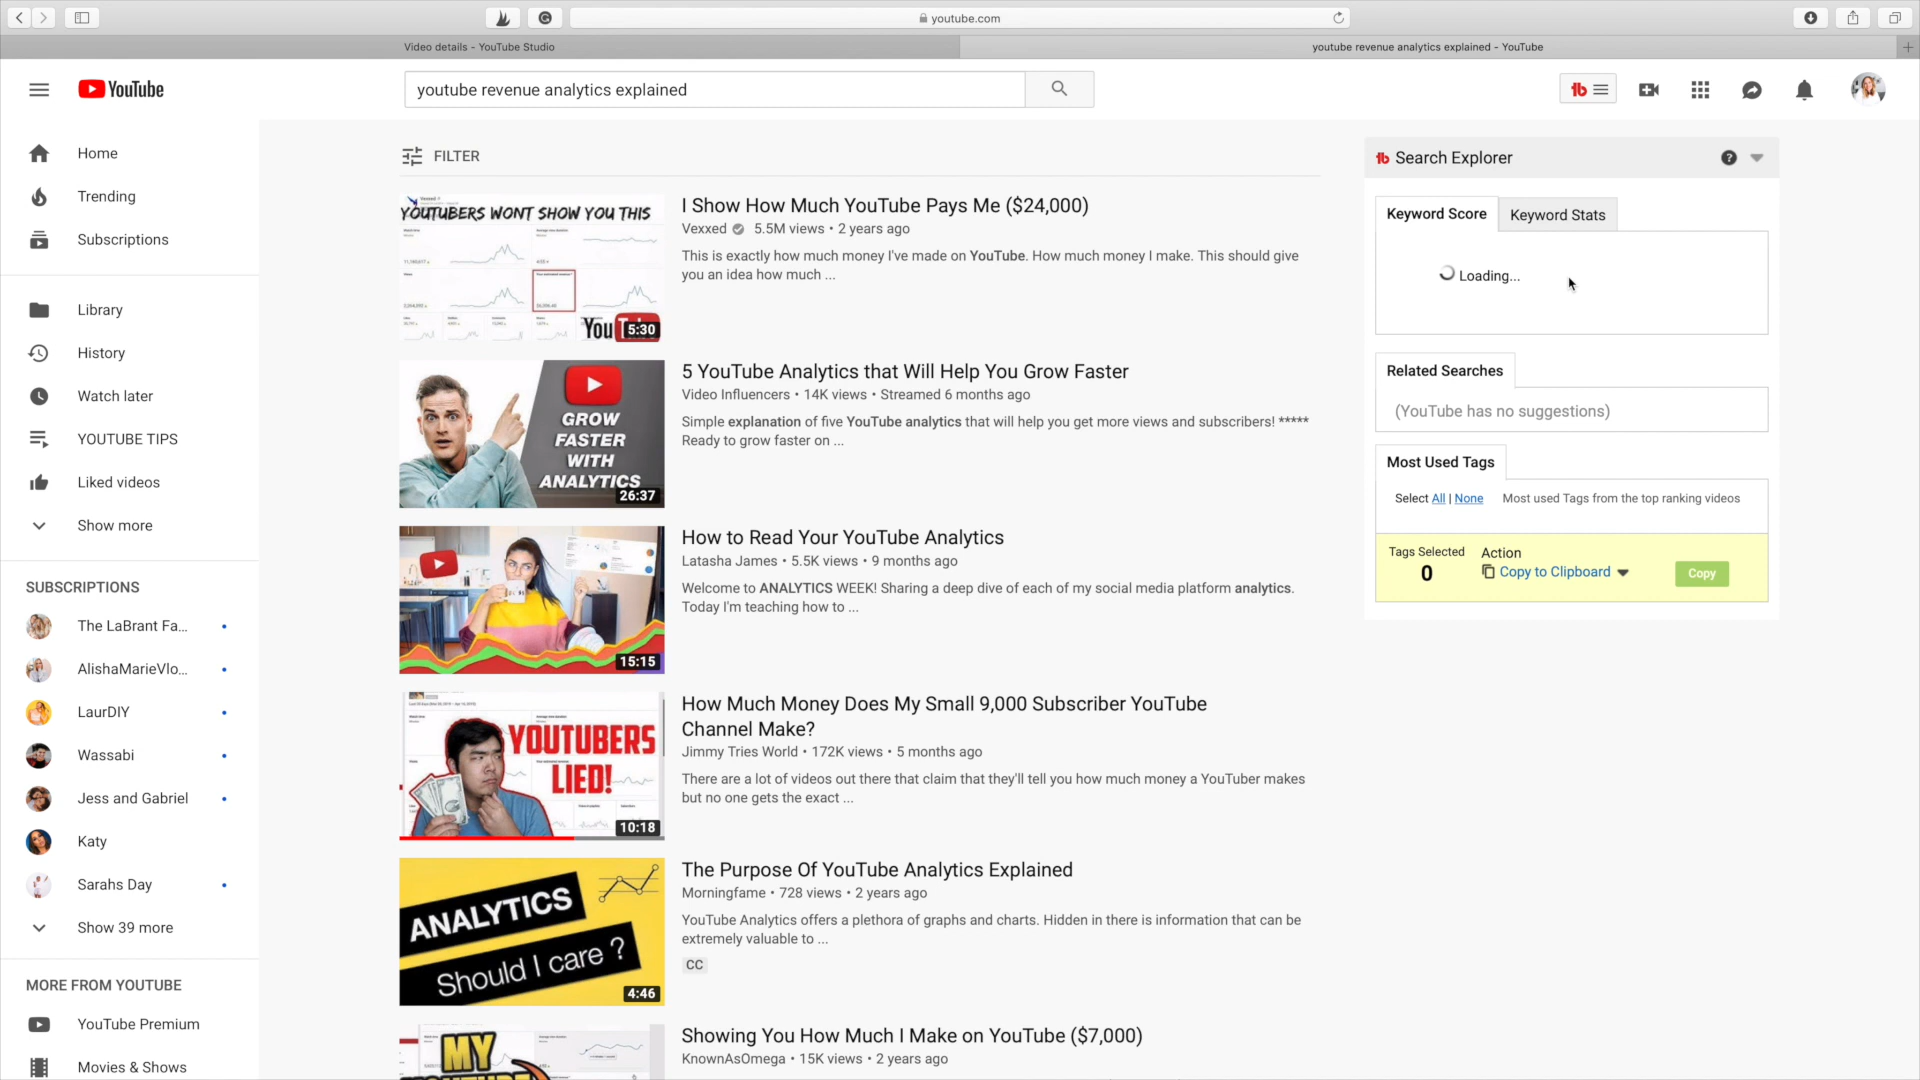 youtube.com
Video details - YouTube Studio
youtube revenue analytics explained - YouTube
YouTube
youtube revenue analytics explained
tb
Home
Trending
Subscriptions
Library
History
Watch later
YOUTUBE TIPS
Liked videos
Show more
SUBSCRIPTIONS
The LaBrant Fa...
AlishaMarieVlo...
LaurDIY
Wassabi
Jess and Gabriel
Katy
Sarahs Day
Show 39 more
MORE FROM YOUTUBE
YouTube Premium
Movies & Shows
FILTER
YOUTUBERS WONT SHOW YOU THIS
You
5:30
I Show How Much YouTube Pays Me ($24,000)
Vexxed 5.5M views • 2 years ago
This is exactly how much money I've made on YouTube. How much money I make. This should give
you an idea how much ...
GROW
FASTER
WITH
ANALYTICS
26:37
5 YouTube Analytics that Will Help You Grow Faster
Video Influencers • 14K views • Streamed 6 months ago
Simple explanation of five YouTube analytics that will help you get more views and subscribers! *****
Ready to grow faster on ...
15:15
How to Read Your YouTube Analytics
Latasha James • 5.5K views • 9 months ago
Welcome to ANALYTICS WEEK! Sharing a deep dive of each of my social media platform analytics.
Today I'm teaching how to ...
YOUTUBERS
LIED!
10:18
How Much Money Does My Small 9,000 Subscriber YouTube
Channel Make?
Jimmy Tries World • 172K views • 5 months ago
There are a lot of videos out there that claim that they'll tell you how much money a YouTuber makes
but no one gets the exact ...
ANALYTICS
Should I care ?
4:46
The Purpose Of YouTube Analytics Explained
Morningfame • 728 views • 2 years ago
YouTube Analytics offers a plethora of graphs and charts. Hidden in there is information that can be
extremely valuable to ...
CC
MY
Showing You How Much I Make on YouTube ($7,000)
KnownAsOmega • 15K views • 2 years ago
tb Search Explorer
?
Keyword Score
Keyword Stats
Loading...
Related Searches
(YouTube has no suggestions)
Most Used Tags
Select All | None Most used Tags from the top ranking videos
Tags Selected
0
Action
Copy to Clipboard
Copy